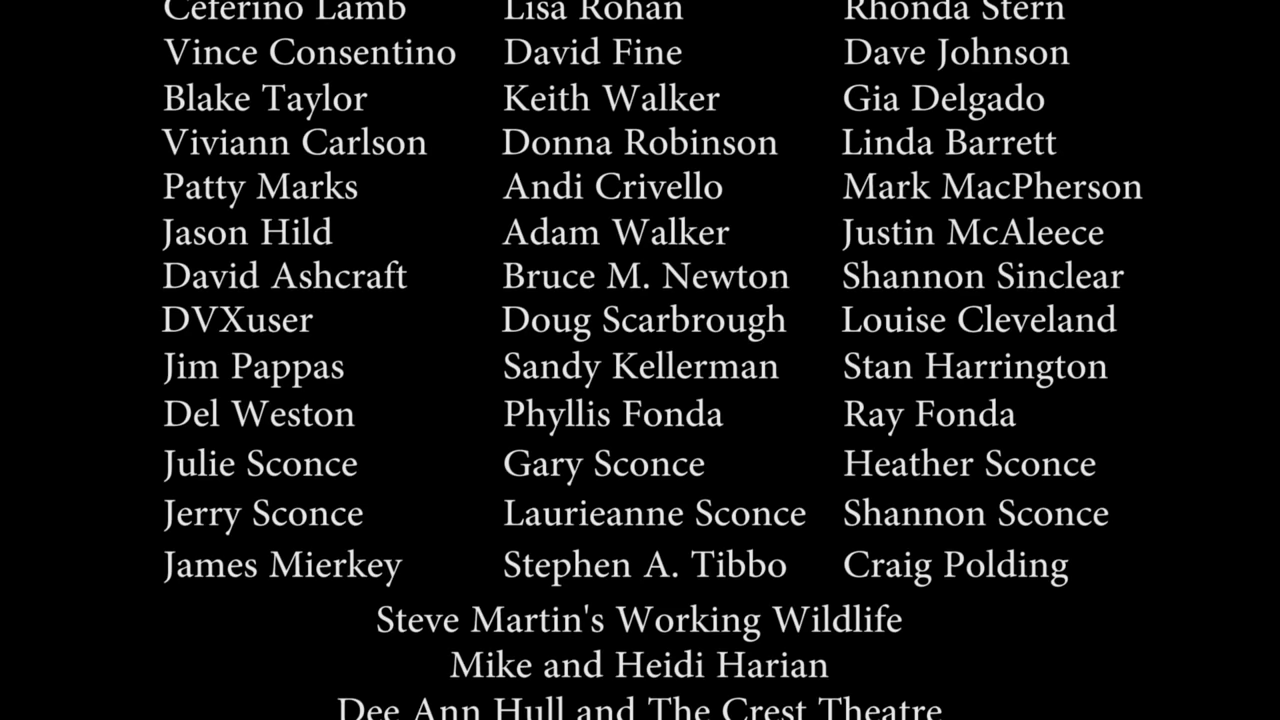 Ceferino Lamb Lisa Rohan Rhonda Stern
Vince Consentino David Fine Dave Johnson
Blake Taylor Keith Walker Gia Delgado
Viviann Carlson Donna Robinson Linda Barrett
Patty Marks Andi Crivello Mark MacPherson
Jason Hild Adam Walker Justin McAleece
David Ashcraft Bruce M. Newton Shannon Sinclear
DVXuser Doug Scarbrough Louise Cleveland
Jim Pappas Sandy Kellerman Stan Harrington
Del Weston Phyllis Fonda Ray Fonda
Julie Sconce Gary Sconce Heather Sconce
Jerry Sconce Laurieanne Sconce Shannon Sconce
James Mierkey Stephen A. Tibbo Craig Polding
Steve Martin's Working Wildlife
Mike and Heidi Harian
Dee Ann Hull and The Crest Theatre